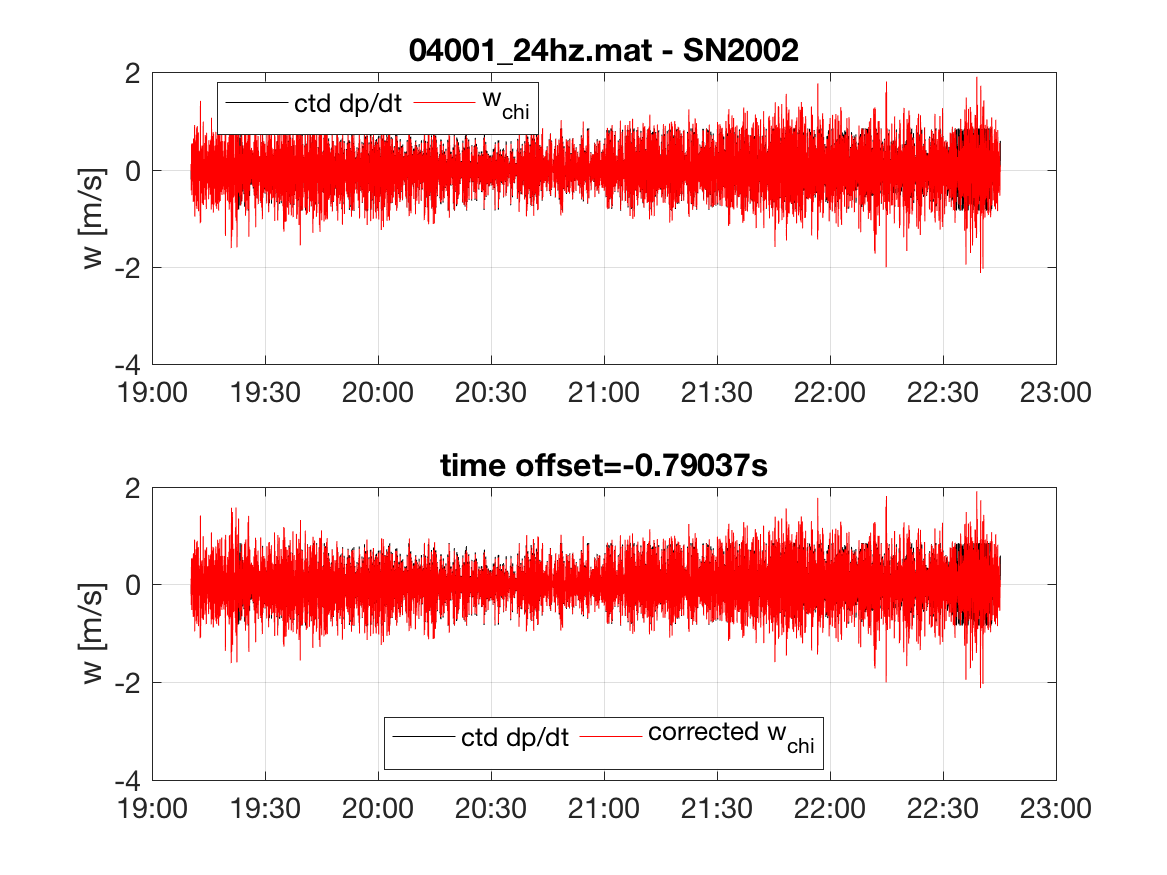 04001_24hz.mat - SN2002
ctd dp/dt w_chi
2
0
-2
-4
w [m/s]
19:00 19:30 20:00 20:30 21:00 21:30 22:00 22:30 23:00
time offset=-0.79037s
2
0
-2
-4
w [m/s]
ctd dp/dt corrected w_chi
19:00 19:30 20:00 20:30 21:00 21:30 22:00 22:30 23:00